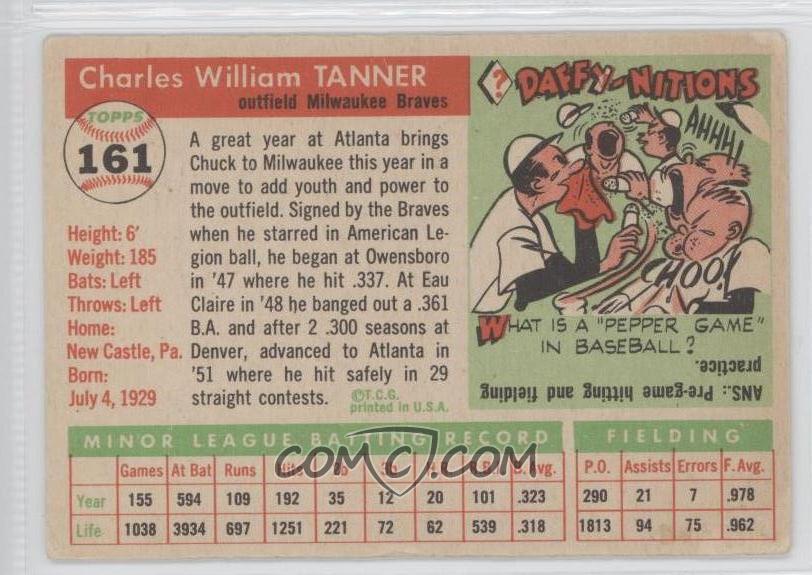 Charles William TANNER
outfield Milwaukee Braves
TOPPS
161
Height: 6'
Weight: 185
Bats: Left
Throws: Left
Home:
New Castle, Pa.
Born:
July 4, 1929
A great year at Atlanta brings
Chuck to Milwaukee this year in a
move to add youth and power to
the outfield. Signed by the Braves
when he starred in American Le-
gion ball, he began at Owensboro
in '47 where he hit .337. At Eau
Claire in '48 he banged out a .361
B.A. and after 2 .300 seasons at
Denver, advanced to Atlanta in
'51 where he hit safely in 29
straight contests.
©T.C.G.
printed in U.S.A.
? DAFFY-NITIONS
AHHH!
CHOO!
WHAT IS A "PEPPER GAME"
IN BASEBALL?
ANS.: Pre-game hitting and fielding
practice.
MINOR LEAGUE BATTING RECORD FIELDING
Games At Bat Runs Hits 2b 3b H.R. R.B.I. B. Avg. P.O. Assists Errors F. Avg.
Year 155 594 109 192 35 12 20 101 .323 290 21 7 .978
Life 1038 3934 697 1251 221 72 62 539 .318 1813 94 75 .962
COMC.COM